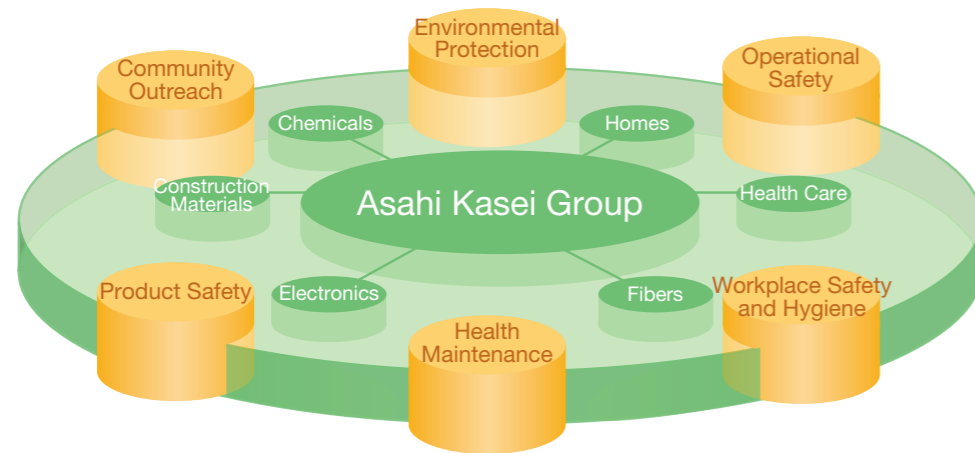 Environmental
Protection
Community
Outreach
Operational
Safety
Chemicals
Homes
Construction
Materials
Asahi Kasei Group
Health Care
Product Safety
Electronics
Fibers
Workplace Safety
and Hygiene
Health
Maintenance